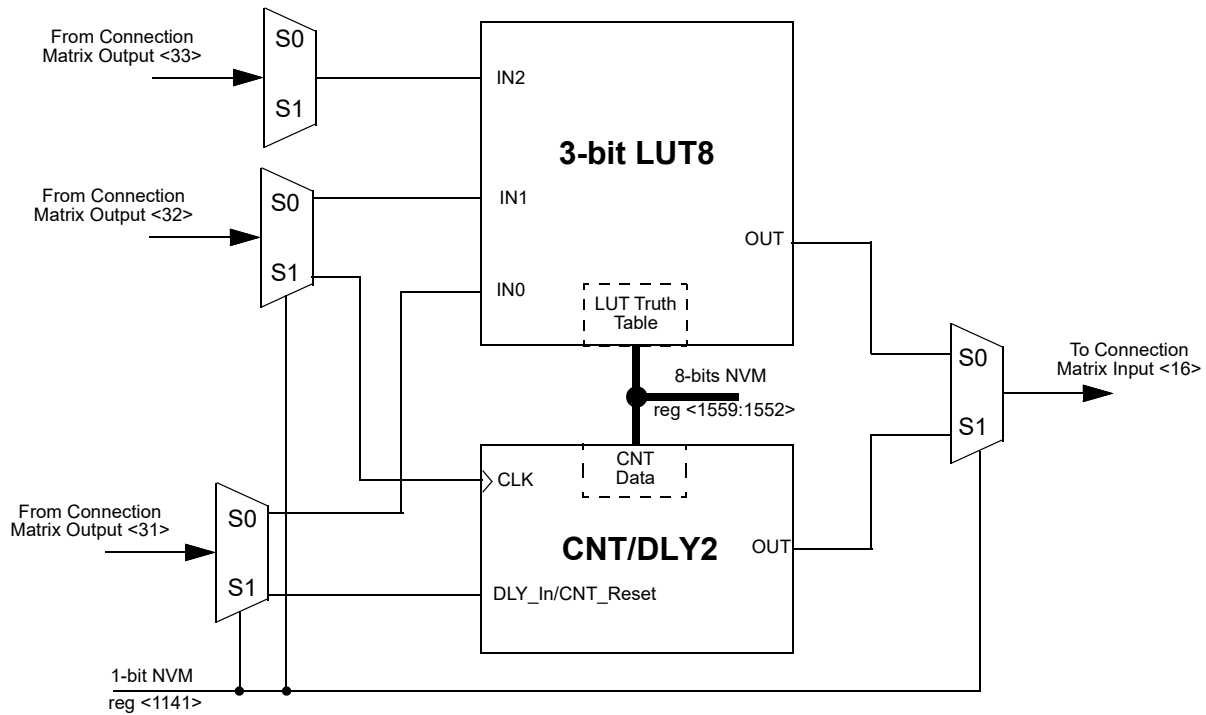 From Connection
Matrix Output <33>
S0
S1
IN2
3-bit LUT8
From Connection
Matrix Output <32>
S0
S1
IN1
OUT
IN0
LUT Truth
Table
S0
S1
To Connection
Matrix Input <16>
8-bits NVM
reg <1559:1552>
CNT
Data
CLK
From Connection
Matrix Output <31>
S0
S1
CNT/DLY2
OUT
DLY_In/CNT_Reset
1-bit NVM
reg <1141>